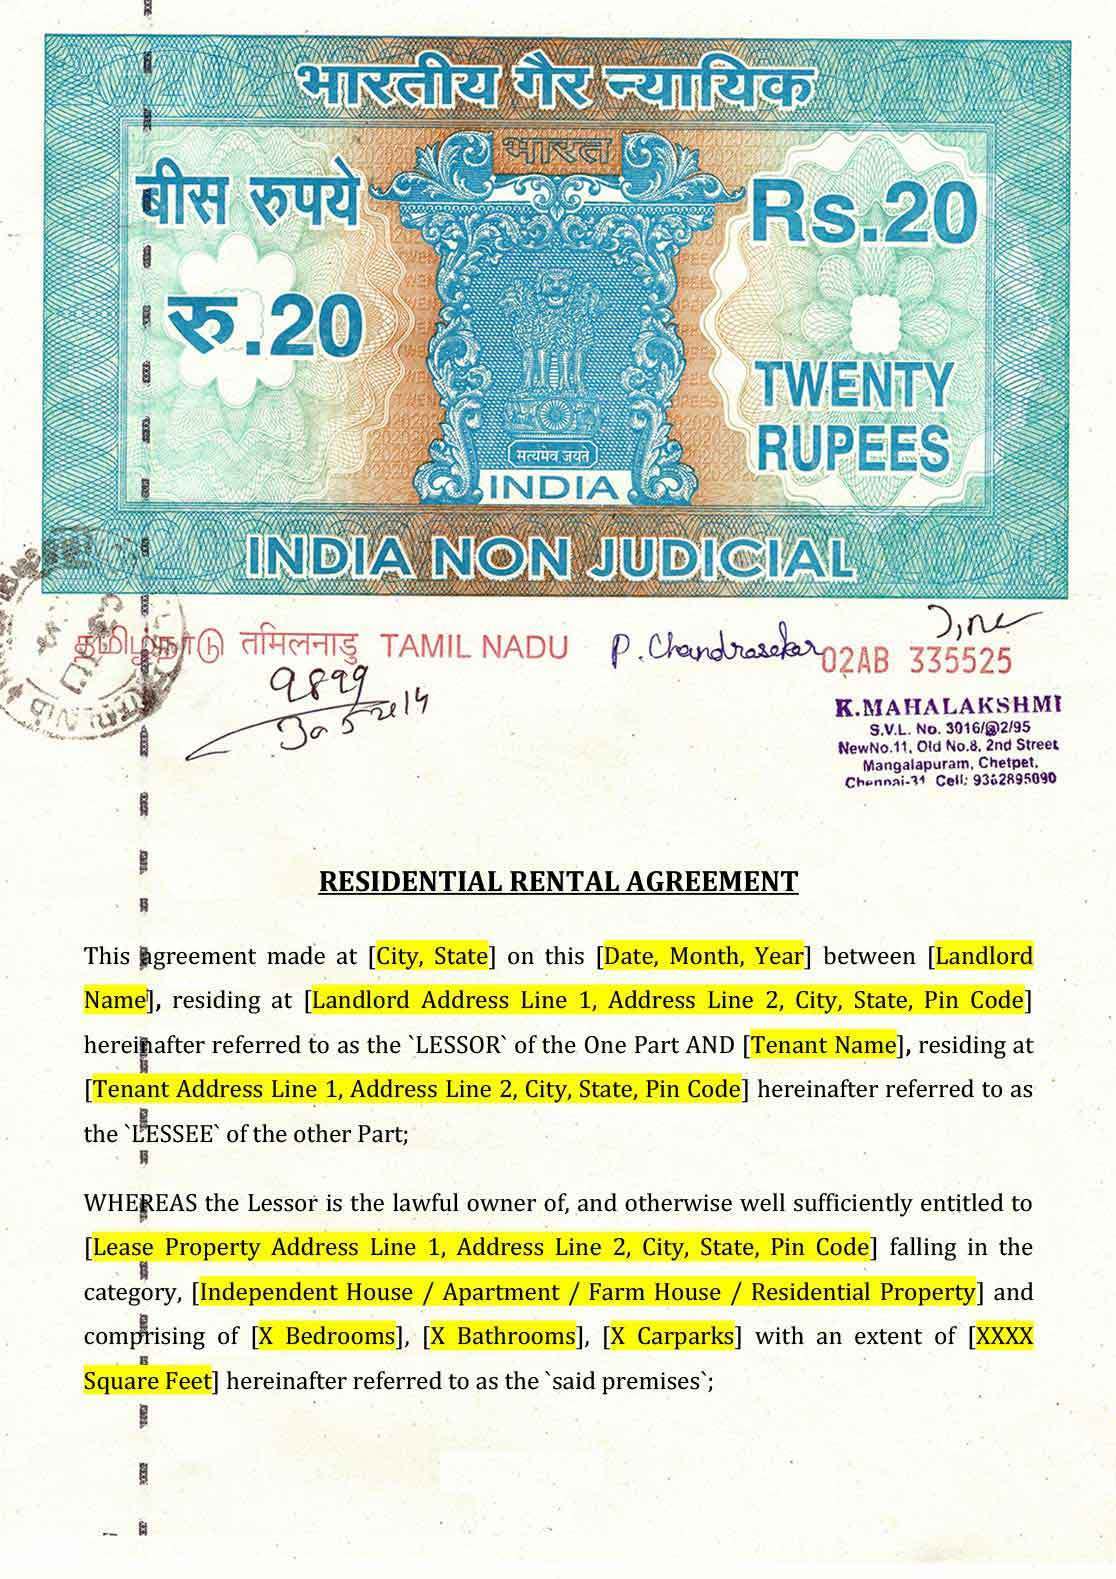 भारतीय गैर न्यायिक
भारत
बीस रुपये
Rs.20
रु.20
TWENTY
RUPEES
सत्यमेव जयते
INDIA
INDIA NON JUDICIAL
தமிழ்நாடு तमिलनाडु TAMIL NADU
P. Chandrasekar
02AB 335525
9899
K.MAHALAKSHMI
S.V.L. No. 3016/@2/95
NewNo.11, Old No.8, 2nd Street
Mangalapuram, Chetpet,
Chennai-31 Cell: 9362895090
RESIDENTIAL RENTAL AGREEMENT
This agreement made at [City, State] on this [Date, Month, Year] between [Landlord
Name], residing at [Landlord Address Line 1, Address Line 2, City, State, Pin Code]
hereinafter referred to as the `LESSOR` of the One Part AND [Tenant Name], residing at
[Tenant Address Line 1, Address Line 2, City, State, Pin Code] hereinafter referred to as
the `LESSEE` of the other Part;
WHEREAS the Lessor is the lawful owner of, and otherwise well sufficiently entitled to
[Lease Property Address Line 1, Address Line 2, City, State, Pin Code] falling in the
category, [Independent House / Apartment / Farm House / Residential Property] and
comprising of [X Bedrooms], [X Bathrooms], [X Carparks] with an extent of [XXXX
Square Feet] hereinafter referred to as the `said premises`;